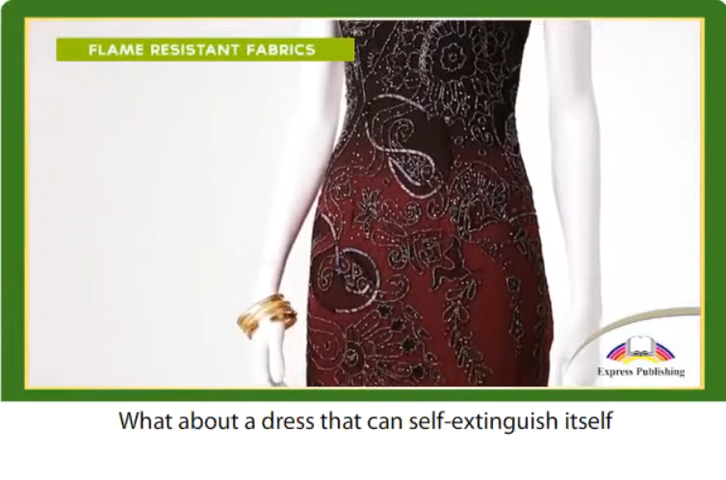 FLAME RESISTANT FABRICS
Express Publishing
What about a dress that can self-extinguish itself